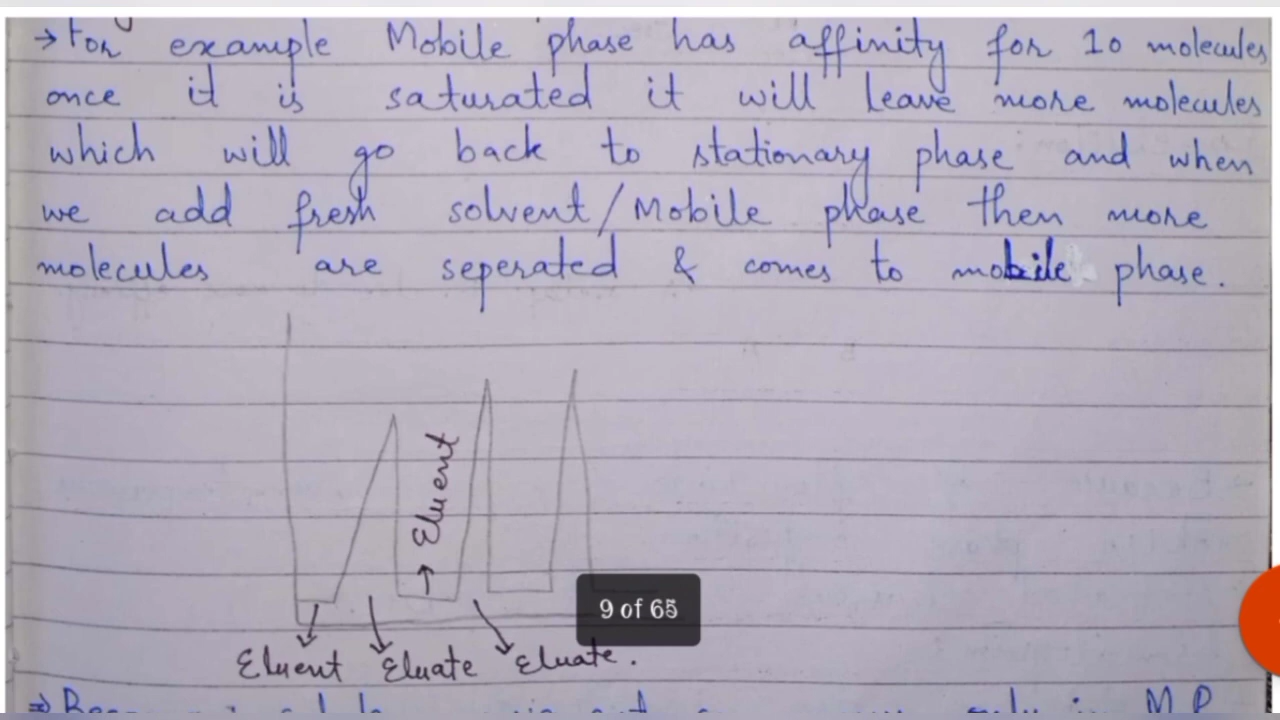 → For example Mobile phase has affinity for 10 molecules
once it is saturated it will leave more molecules
which will go back to stationary phase and when
we add fresh solvent/Mobile phase then more
molecules are seperated & comes to mobile phase.
→ Eluent
9 of 65
Eluent Eluate Eluate.
⇒ only in M.P